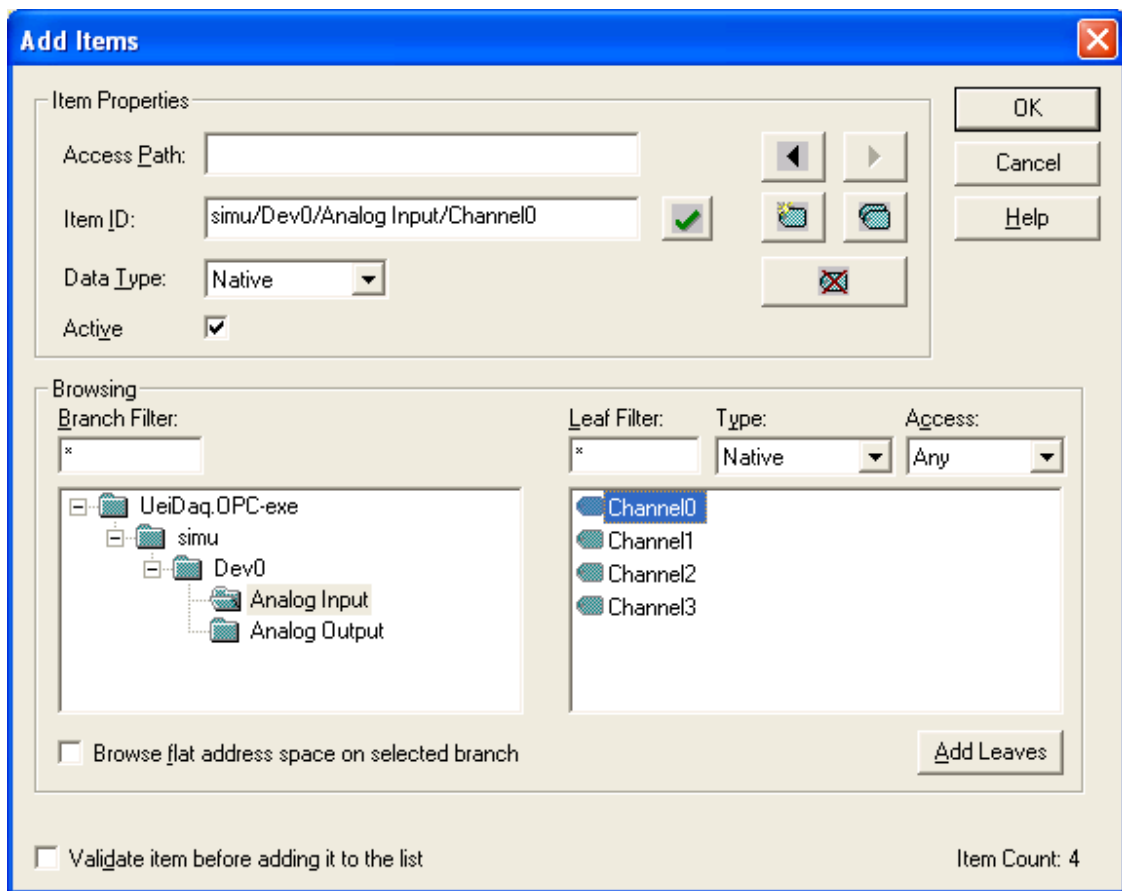 Add Items
Item Properties
OK
Access Path:
Cancel
Item ID: simu/Dev0/Analog Input/Channel0
Help
Data Type: Native
Active
Browsing
Branch Filter: Leaf Filter: Type: Access:
* * Native Any
UeiDaq.OPC-exe Channel0
simu Channel1
Dev0 Channel2
Analog Input Channel3
Analog Output
Browse flat address space on selected branch Add Leaves
Validate item before adding it to the list Item Count: 4